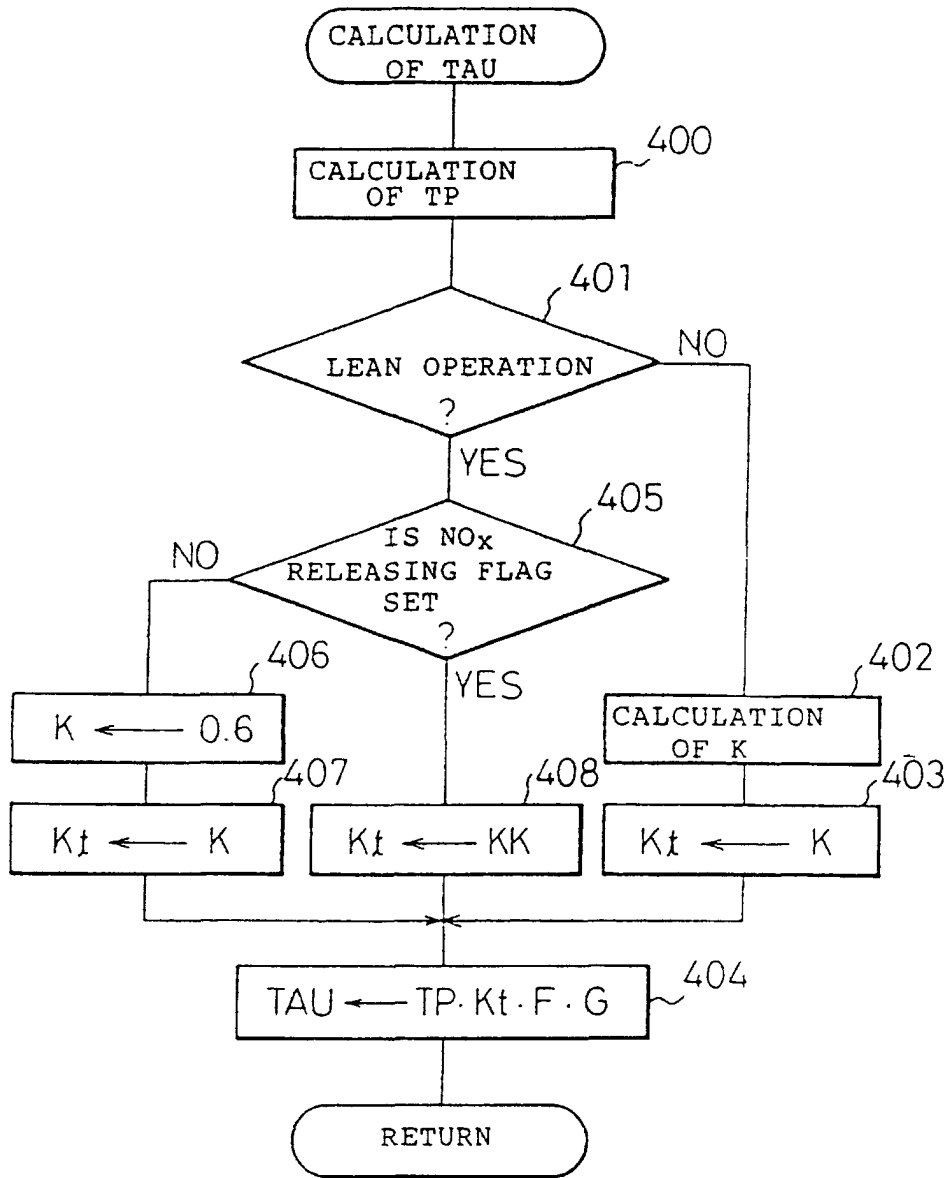 CALCULATION
OF TAU
400
CALCULATION
OF TP
401
LEAN OPERATION
?
NO
YES
405
IS NOx
RELEASING FLAG
SET
?
NO
YES
406
K ← 0.6
402
CALCULATION
OF K
407
Kt ← K
408
Kt ← KK
403
Kt ← K
404
TAU ← TP · Kt · F · G
RETURN